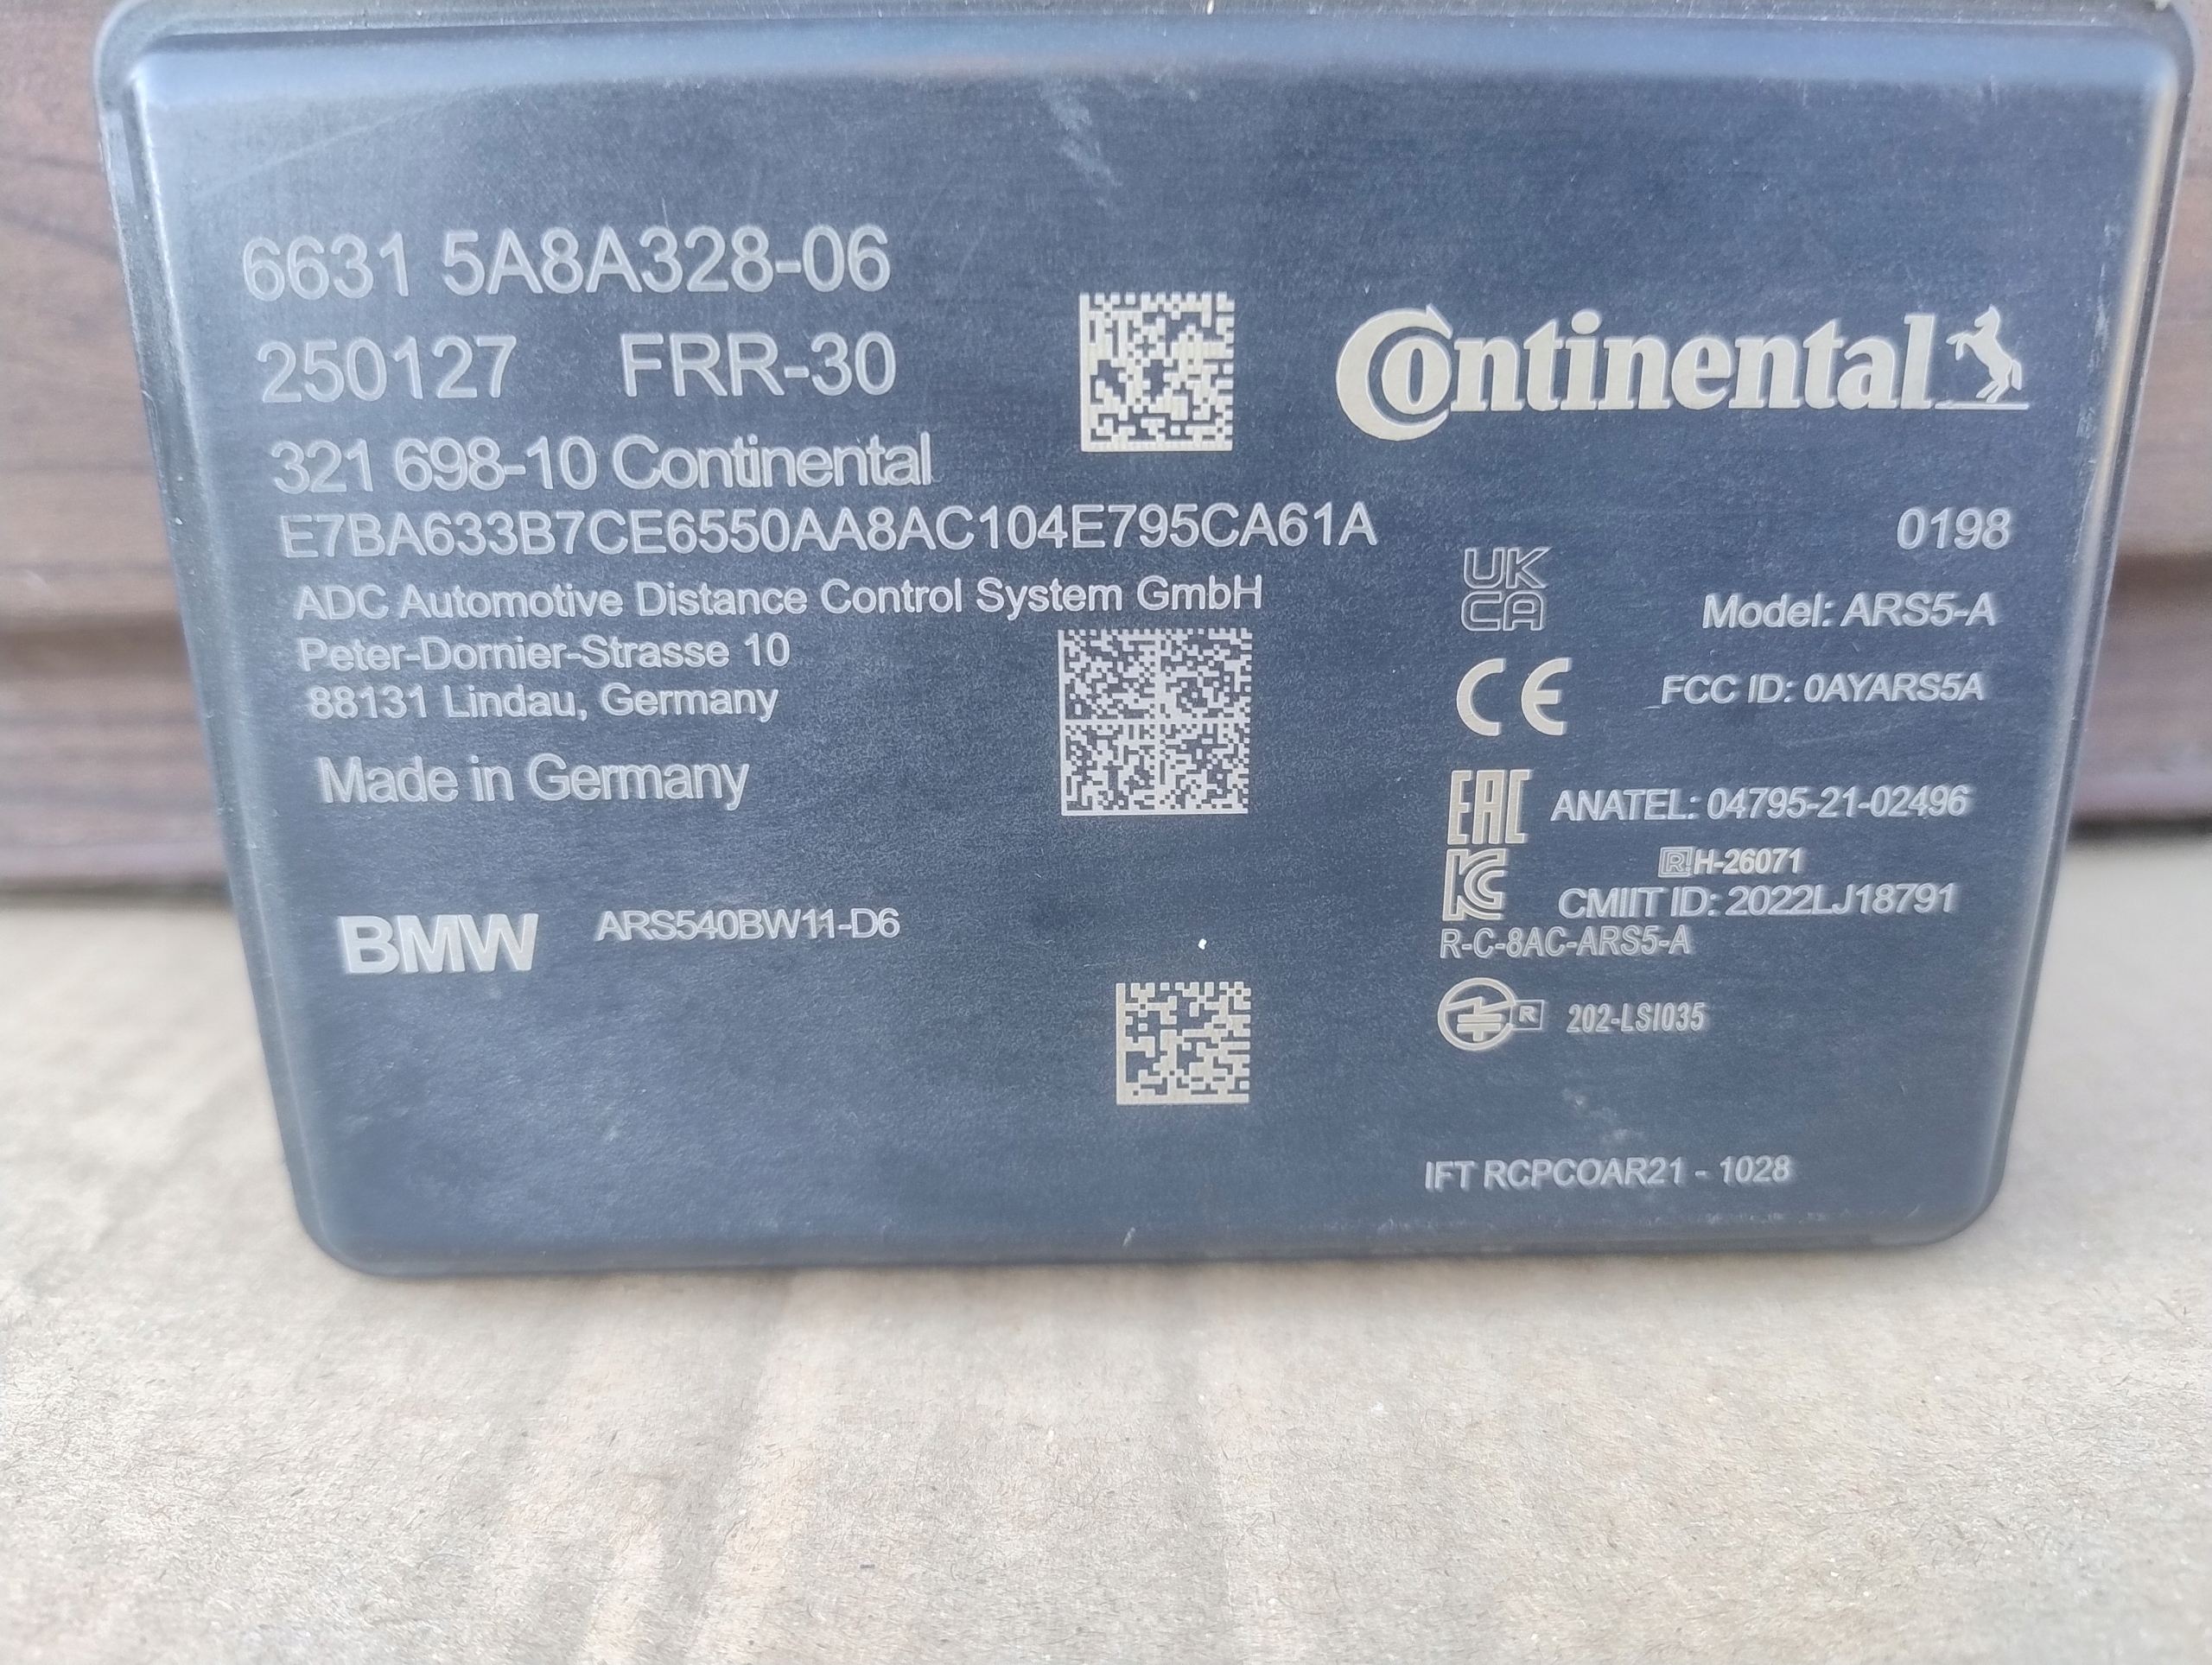 6631 5A8A328-06
250127 FRR-30
321 698-10 Continental
E7BA633B7CE6550AA8AC104E795CA61A
ADC Automotive Distance Control System GmbH
Peter-Dornier-Strasse 10
88131 Lindau, Germany
Made in Germany
BMW ARS540BW11-D6
Continental
0198
UK
CA
Model: ARS5-A
CE
FCC ID: 0AYARS5A
EAC ANATEL: 04795-21-02496
R H-26071
KC CMIIT ID: 2022LJ18791
R-C-8AC-ARS5-A
R 202-LSI035
IFT RCPCOAR21 - 1028